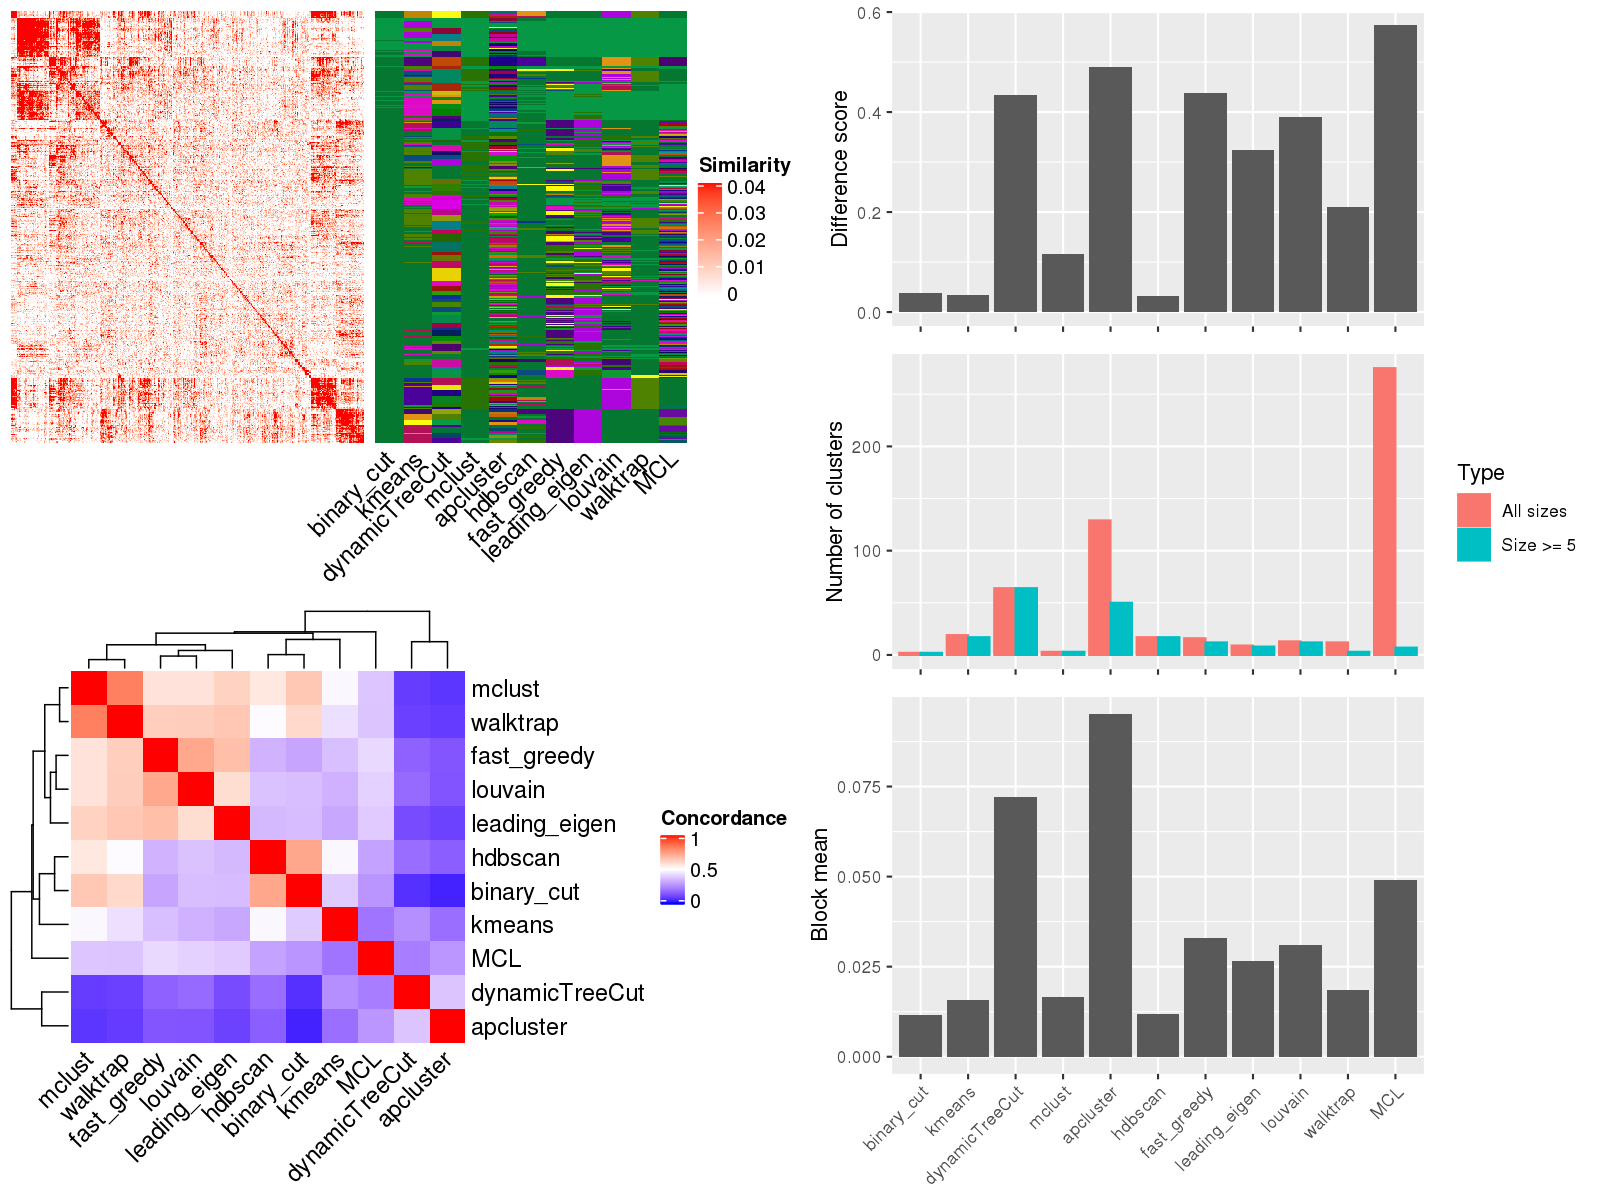 Similarity
0.04
0.03
0.02
0.01
0
binary_cut
kmeans
dynamicTreeCut
mclust
apcluster
hdbscan
fast_greedy
leading_eigen
louvain
walktrap
MCL
mclust
walktrap
fast_greedy
louvain
leading_eigen
hdbscan
binary_cut
kmeans
MCL
dynamicTreeCut
apcluster
Concordance
1
0.5
0
mclust
walktrap
fast_greedy
louvain
leading_eigen
hdbscan
binary_cut
kmeans
MCL
dynamicTreeCut
apcluster
Difference score
0.6
0.4
0.2
0.0
Number of clusters
200
100
0
Type
All sizes
Size >= 5
Block mean
0.075
0.050
0.025
0.000
binary_cut
kmeans
dynamicTreeCut
mclust
apcluster
hdbscan
fast_greedy
leading_eigen
louvain
walktrap
MCL